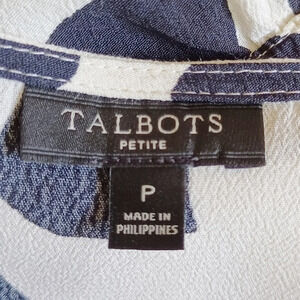 TALBOTS
PETITE
P
MADE IN
PHILIPPINES